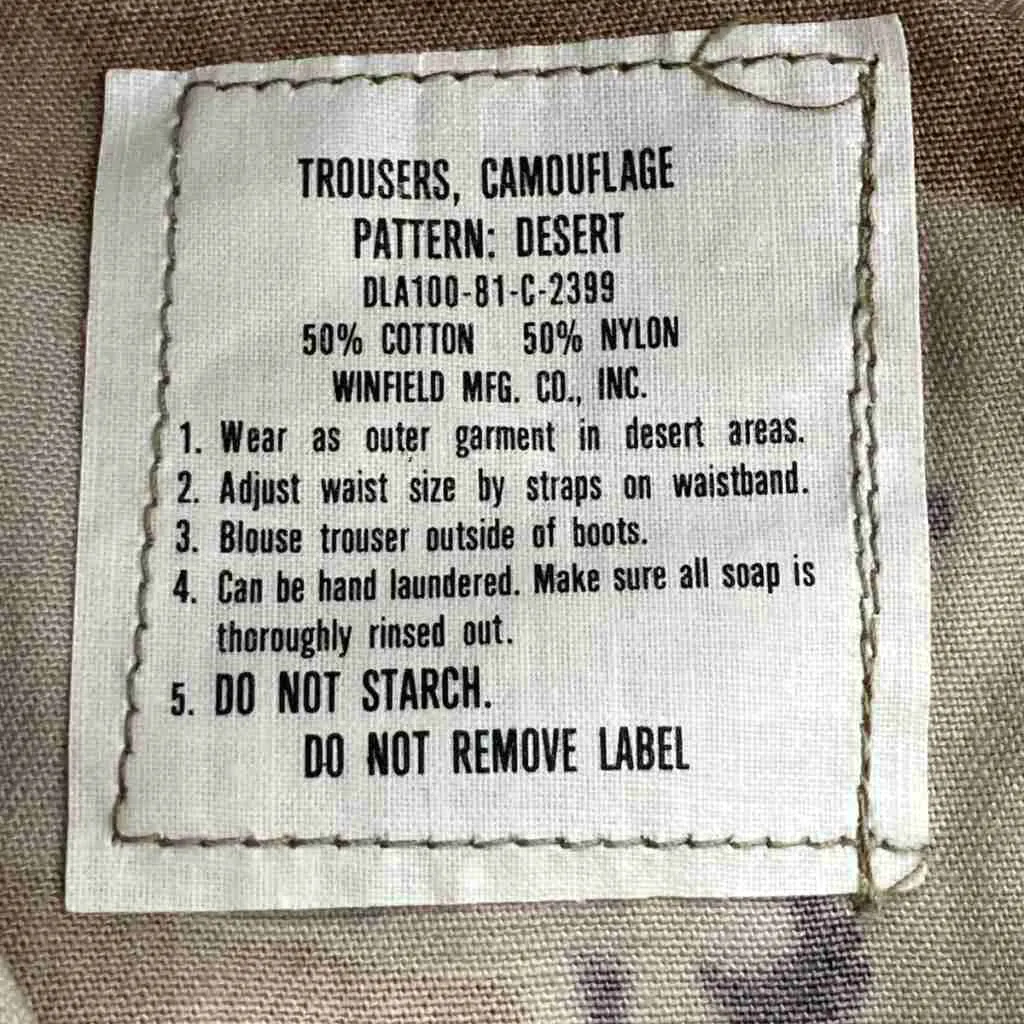 TROUSERS, CAMOUFLAGE
PATTERN: DESERT
DLA100-81-C-2399
50% COTTON 50% NYLON
WINFIELD MFG. CO., INC.
1. Wear as outer garment in desert areas.
2. Adjust waist size by straps on waistband.
3. Blouse trouser outside of boots.
4. Can be hand laundered. Make sure all soap is
thoroughly rinsed out.
5. DO NOT STARCH.
DO NOT REMOVE LABEL